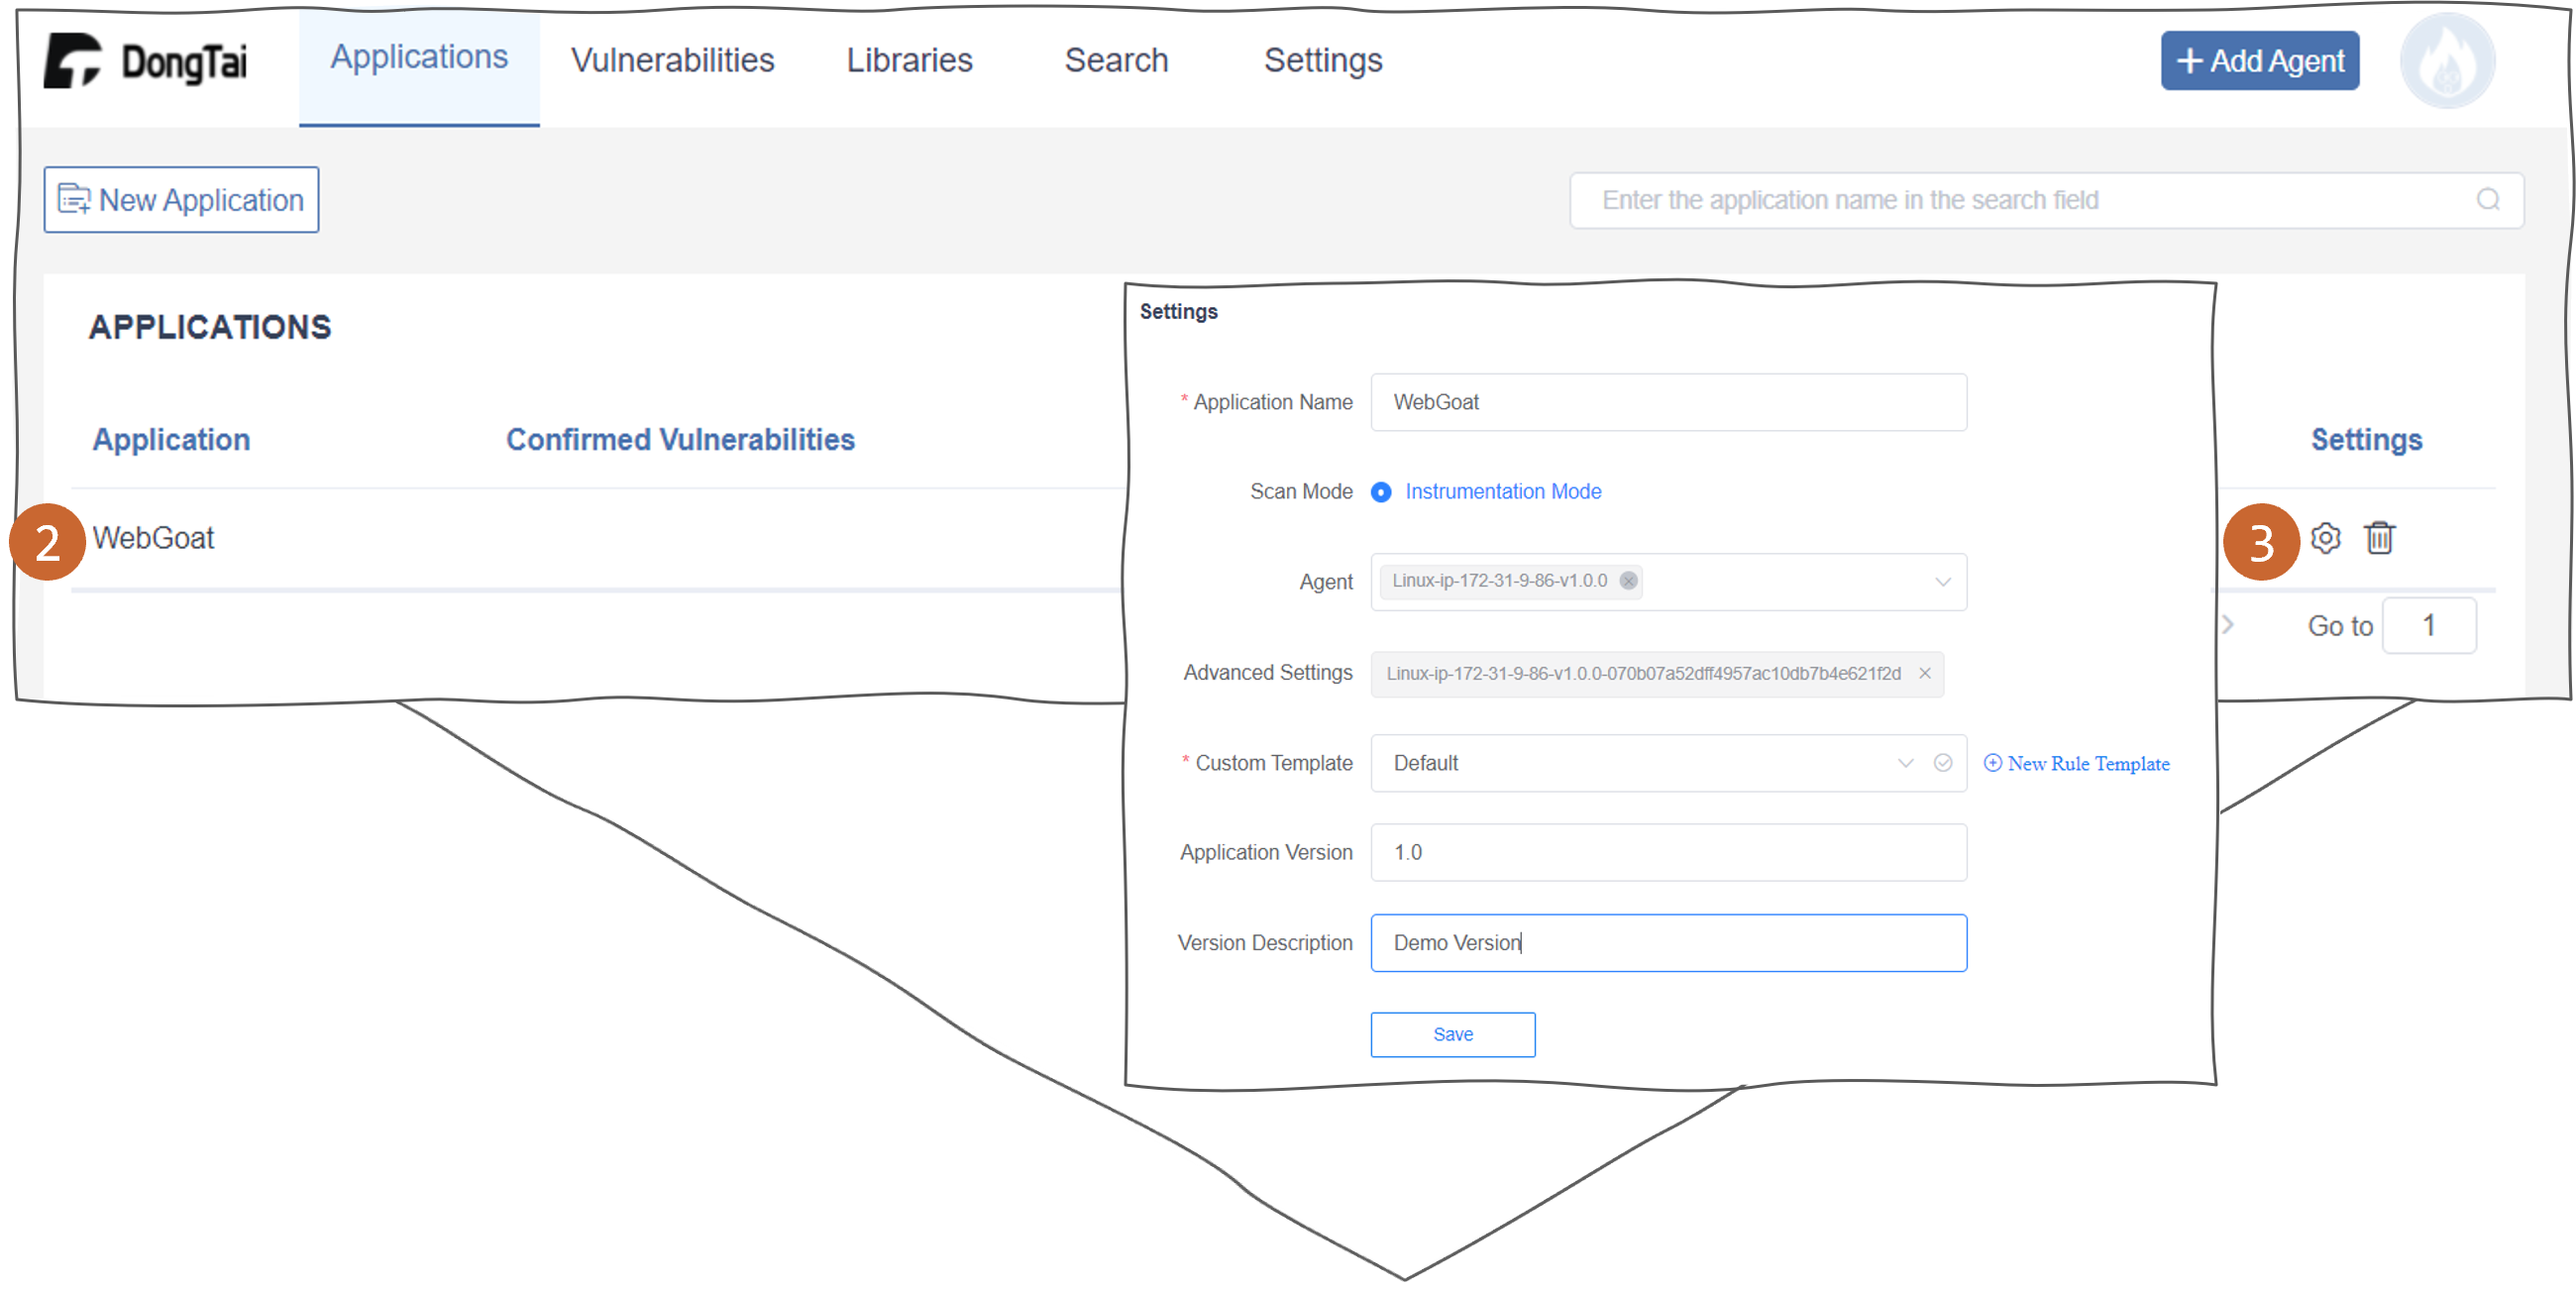 DongTai
Applications
Vulnerabilities
Libraries
Search
Settings
+ Add Agent
New Application
Enter the application name in the search field
APPLICATIONS
Application
Confirmed Vulnerabilities
Settings
2
WebGoat
3
Go to
1
Settings
* Application Name
WebGoat
Scan Mode
Instrumentation Mode
Agent
Linux-ip-172-31-9-86-v1.0.0
Advanced Settings
Linux-ip-172-31-9-86-v1.0.0-070b07a52dff4957ac10db7b4e621f2d
* Custom Template
Default
New Rule Template
Application Version
1.0
Version Description
Demo Version
Save